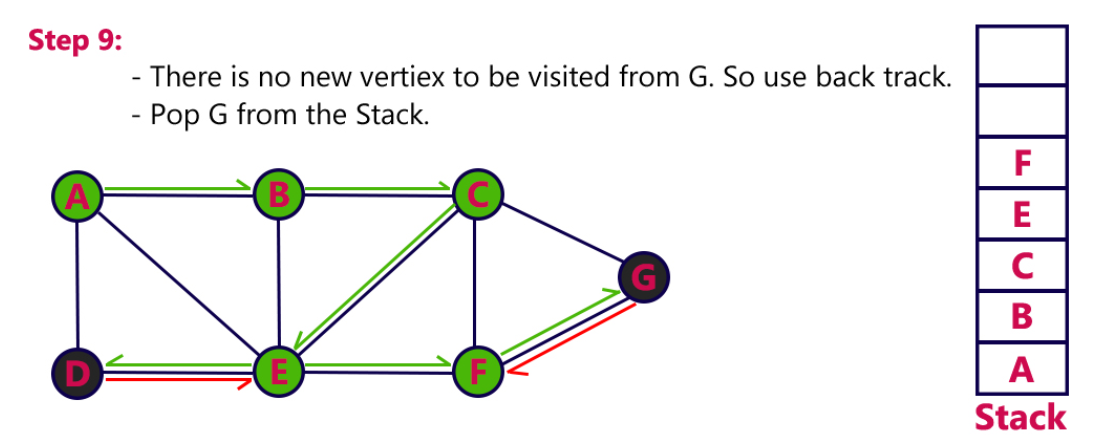 Step 9:
- There is no new vertiex to be visited from G. So use back track.
- Pop G from the Stack.
A
B
C
G
D
E
F
F
E
C
B
A
Stack